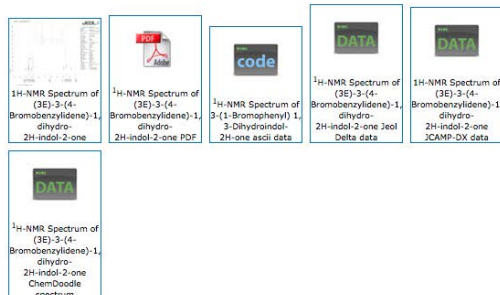 1H-NMR Spectrum of
(3E)-3-(4-
Bromobenzylidene)-1,
dihydro-
2H-indol-2-one
PDF
Adobe
¹H-NMR Spectrum of
(3E)-3-(4-
Bromobenzylidene)-1,
dihydro-
2H-indol-2-one PDF
code
¹H-NMR Spectrum of
3-(1-Bromophenyl) 1,
3-Dihydroindol-
2H-one ascii data
DATA
¹H-NMR Spectrum of
(3E)-3-(4-
Bromobenzylidene)-1,
dihydro-
2H-indol-2-one Jeol
Delta data
DATA
1H-NMR Spectrum of
(3E)-3-(4-
Bromobenzylidene)-1,
dihydro-
2H-indol-2-one
JCAMP-DX data
DATA
¹H-NMR Spectrum of
(3E)-3-(4-
Bromobenzylidene)-1,
dihydro-
2H-indol-2-one
ChemDoodle
spectrum